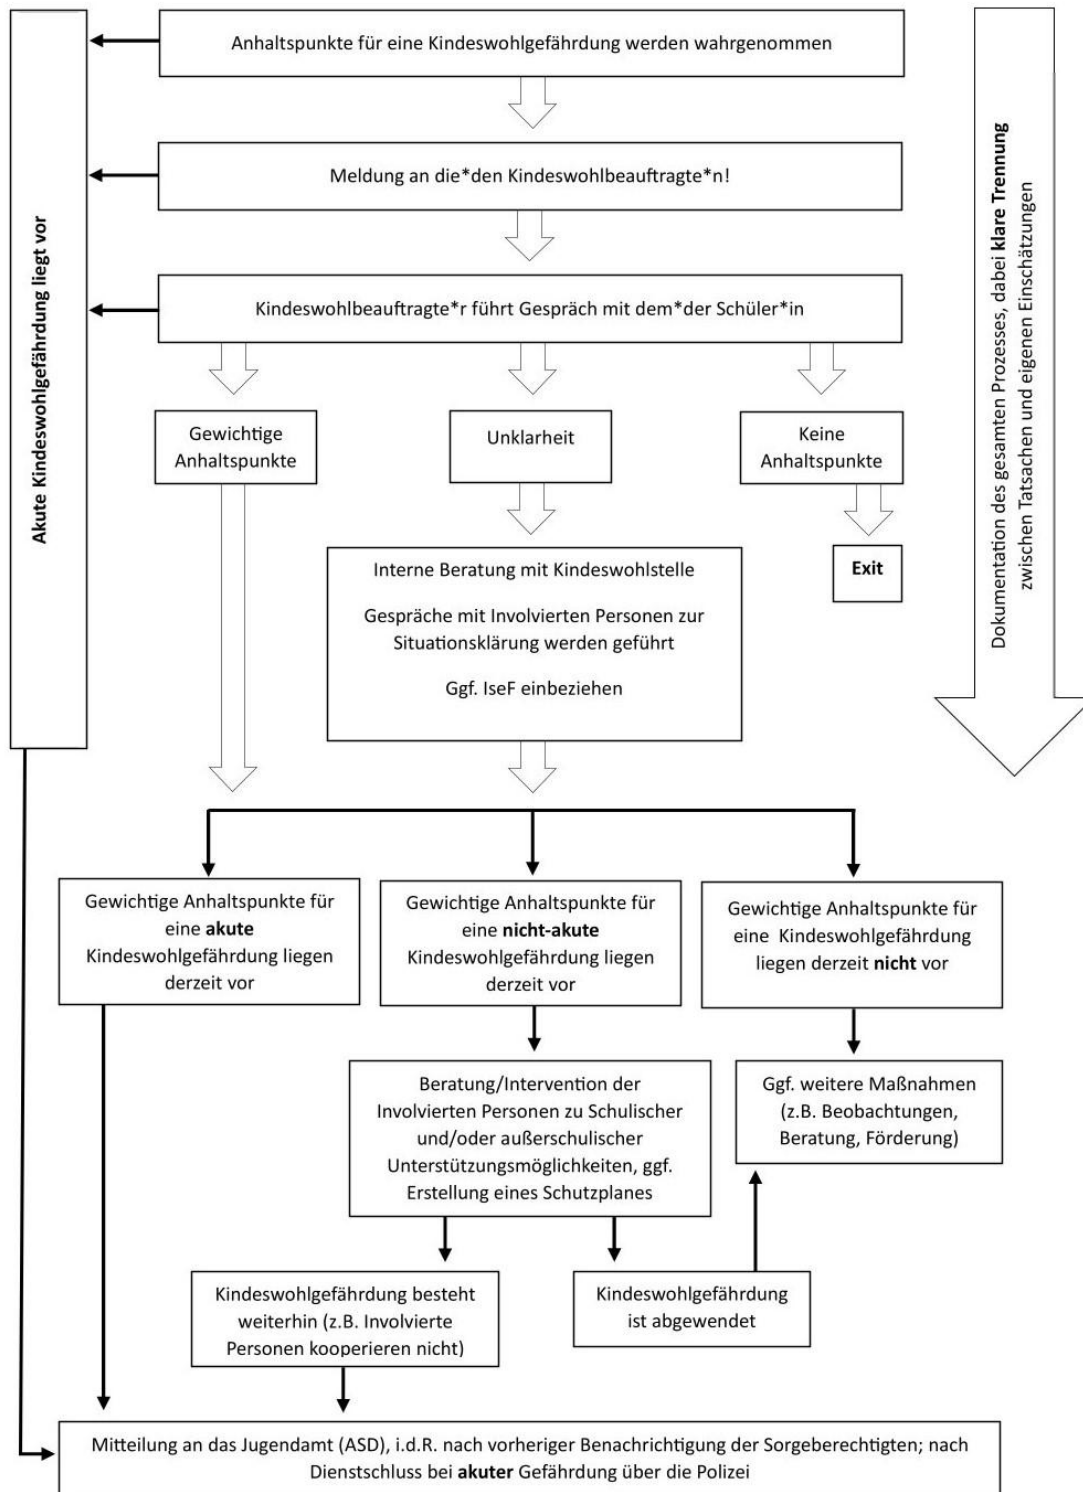 Anhaltspunkte für eine Kindeswohlgefährdung werden wahrgenommen
Meldung an die*den Kindeswohlbeauftragte*n!
Kindeswohlbeauftragte*r führt Gespräch mit dem*der Schüler*in
Akute Kindeswohlgefährdung liegt vor
Dokumentation des gesamten Prozesses, dabei klare Trennung
zwischen Tatsachen und eigenen Einschätzungen
Gewichtige
Anhaltspunkte
Unklarheit
Keine
Anhaltspunkte
Exit
Interne Beratung mit Kindeswohlstelle
Gespräche mit Involvierten Personen zur
Situationsklärung werden geführt
Ggf. IseF einbeziehen
Gewichtige Anhaltspunkte für
eine akute
Kindeswohlgefährdung liegen
derzeit vor
Gewichtige Anhaltspunkte für
eine nicht-akute
Kindeswohlgefährdung liegen
derzeit vor
Gewichtige Anhaltspunkte für
eine Kindeswohlgefährdung
liegen derzeit nicht vor
Beratung/Intervention der
Involvierten Personen zu Schulischer
und/oder außerschulischer
Unterstützungsmöglichkeiten, ggf.
Erstellung eines Schutzplanes
Ggf. weitere Maßnahmen
(z.B. Beobachtungen,
Beratung, Förderung)
Kindeswohlgefährdung besteht
weiterhin (z.B. Involvierte
Personen kooperieren nicht)
Kindeswohlgefährdung
ist abgewendet
Mitteilung an das Jugendamt (ASD), i.d.R. nach vorheriger Benachrichtigung der Sorgeberechtigten; nach
Dienstschluss bei akuter Gefährdung über die Polizei